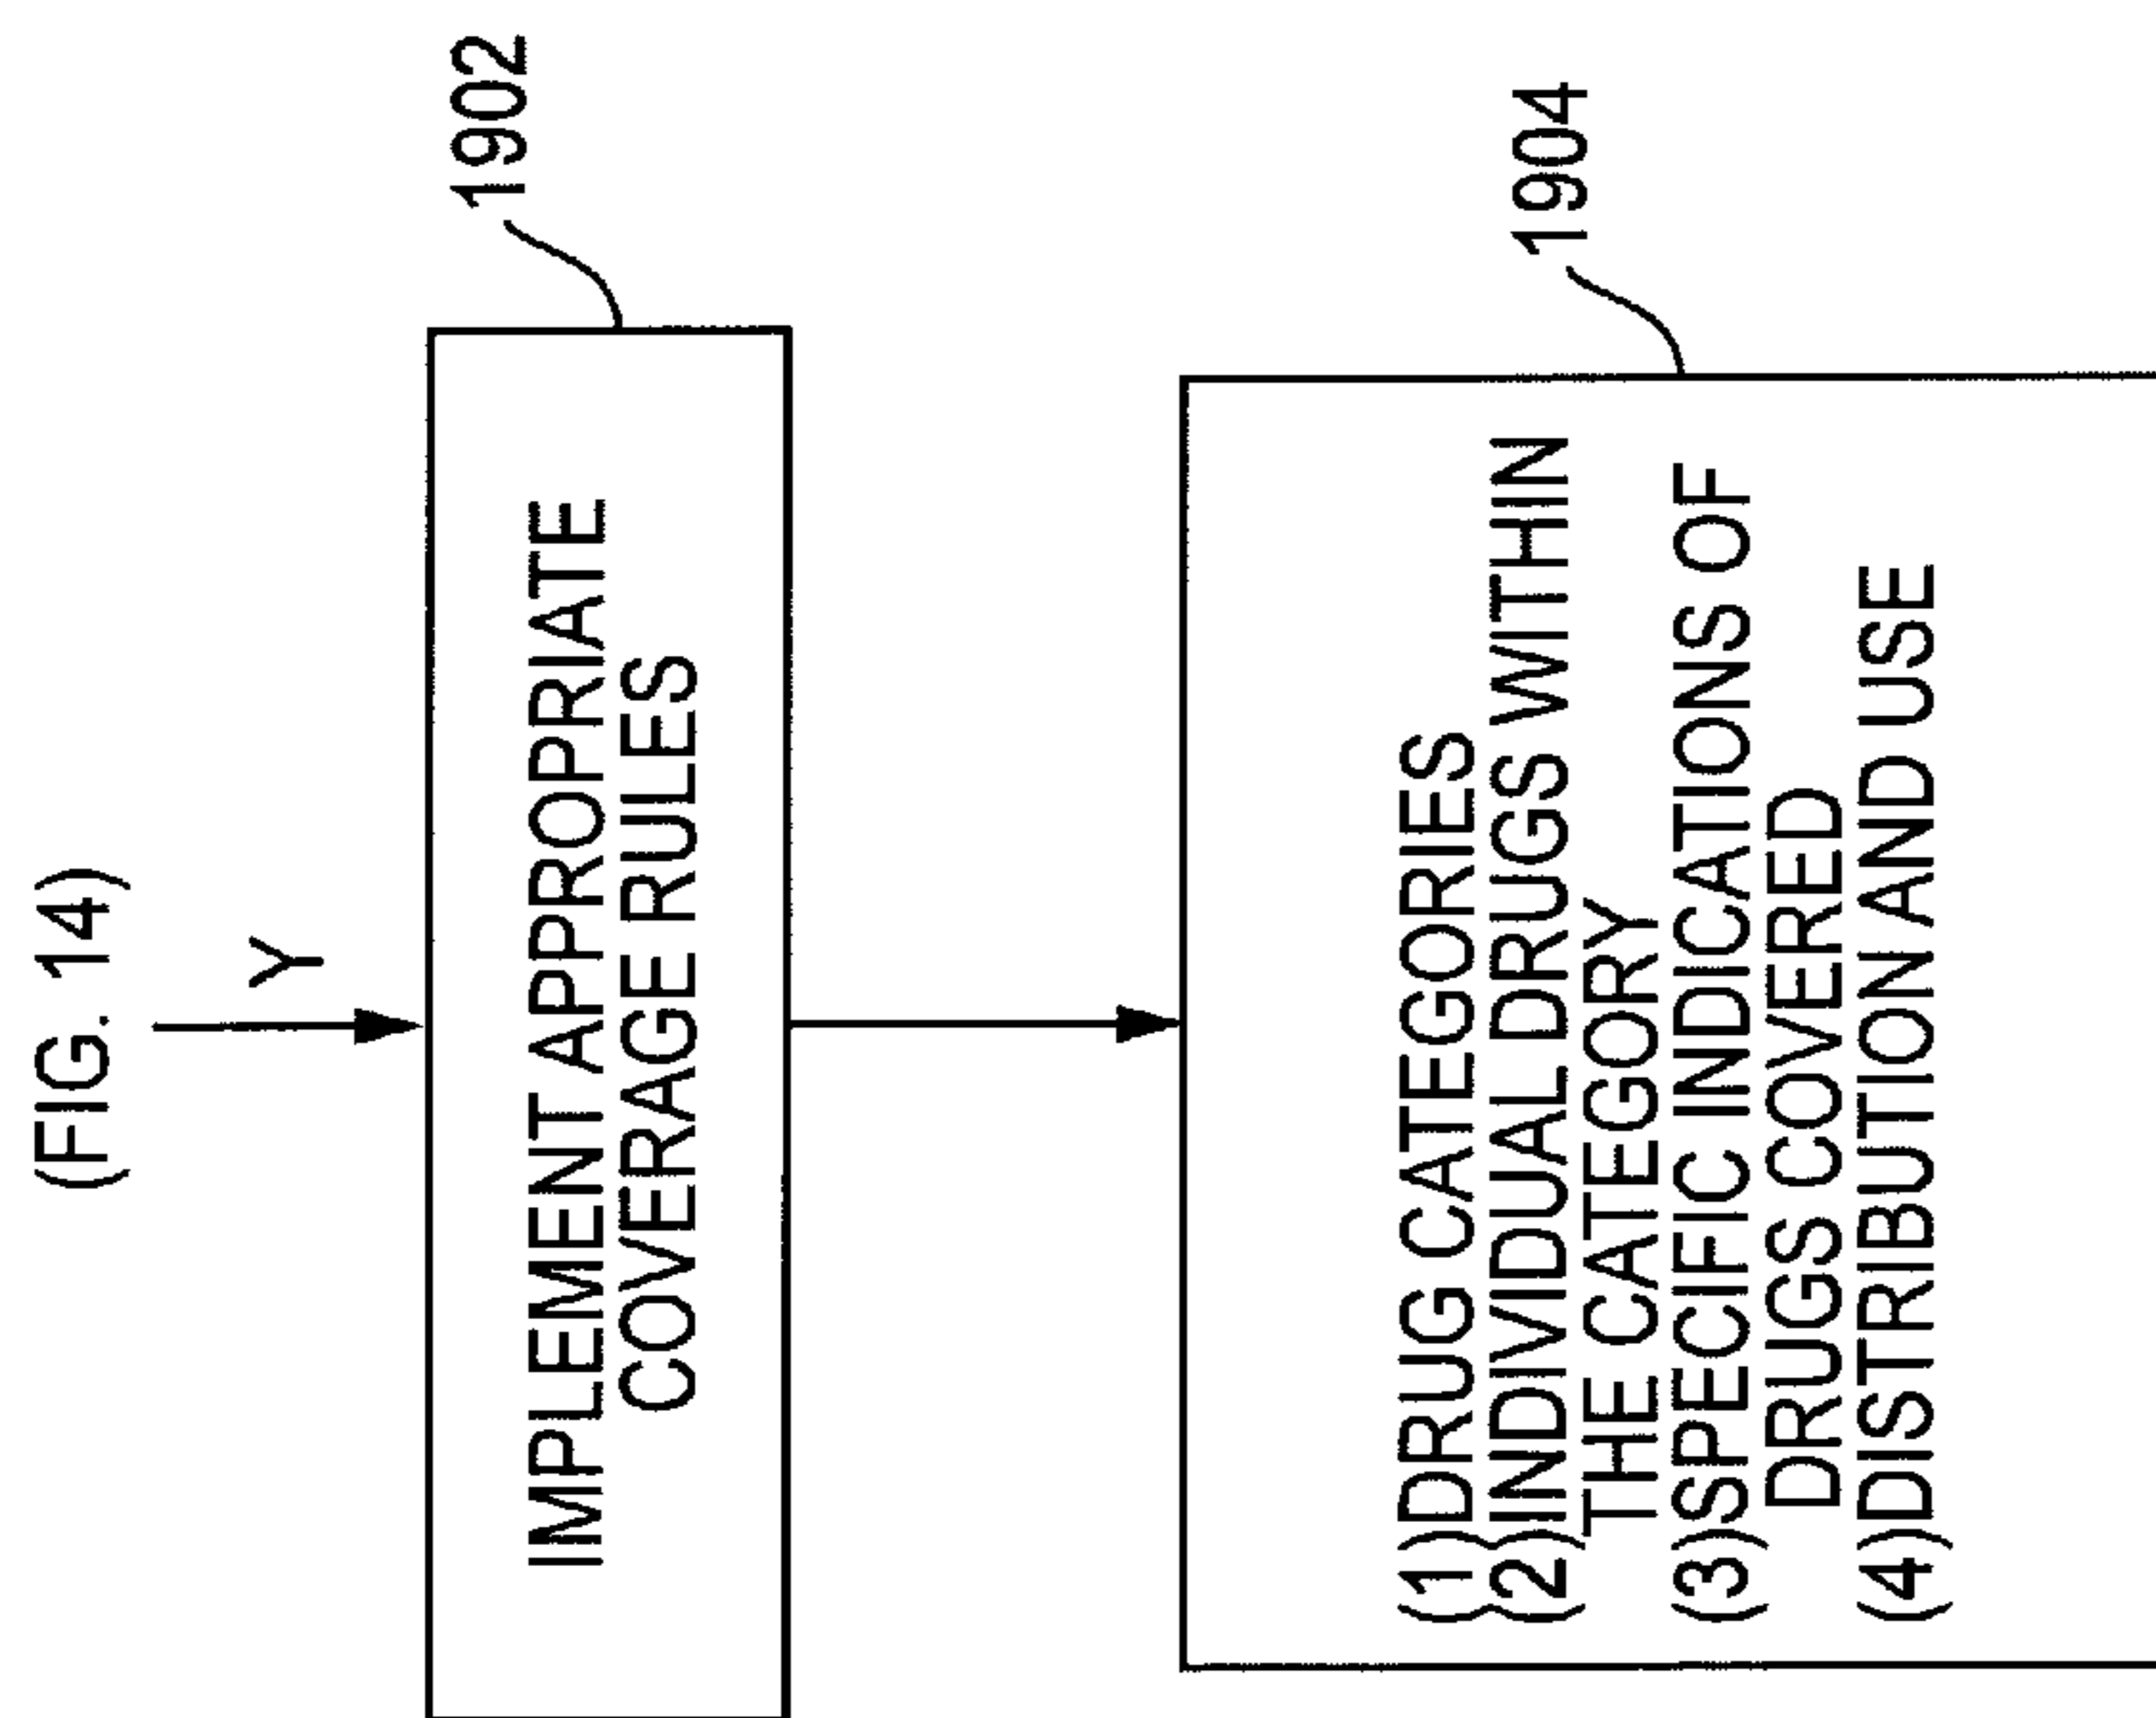 (FIG. 14)
Y
1902
IMPLEMENT APPROPRIATE
COVERAGE RULES
1904
(1)DRUG CATEGORIES
(2)INDIVIDUAL DRUGS WITHIN
THE CATEGORY
(3)SPECIFIC INDICATIONS OF
DRUGS COVERED
(4)DISTRIBUTION AND USE